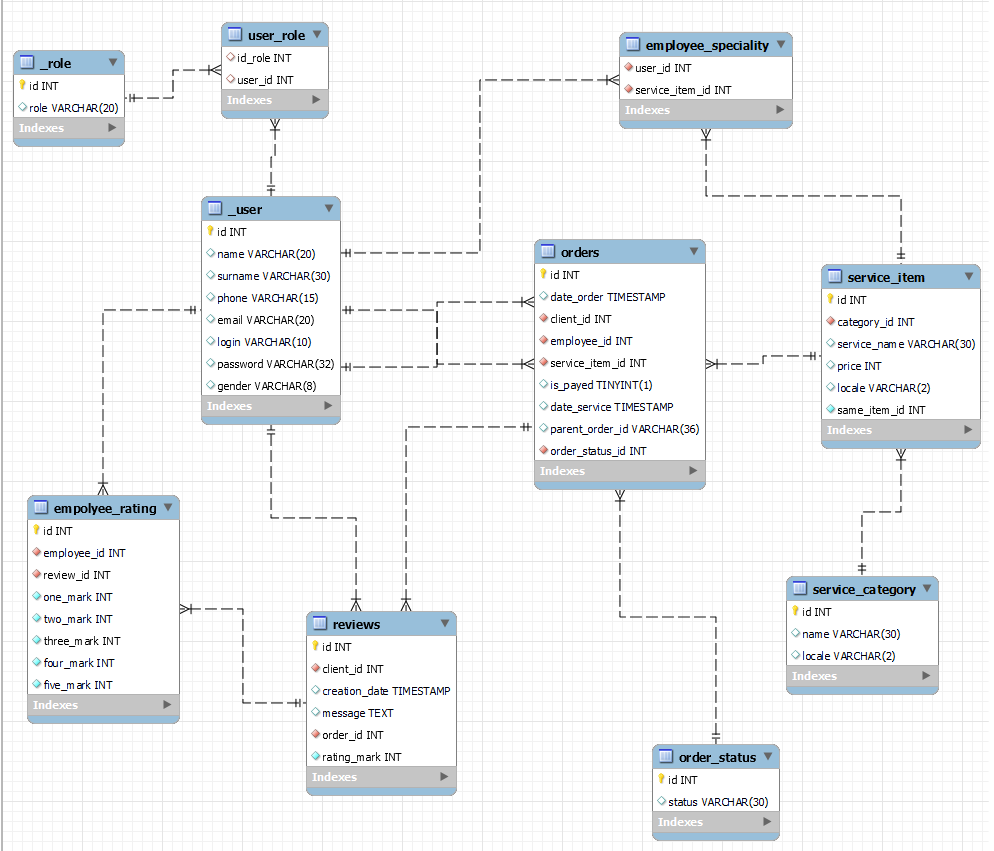 _role
id INT
role VARCHAR(20)
Indexes
user_role
id_role INT
user_id INT
Indexes
employee_speciality
user_id INT
service_item_id INT
Indexes
_user
id INT
name VARCHAR(20)
surname VARCHAR(30)
phone VARCHAR(15)
email VARCHAR(20)
login VARCHAR(10)
password VARCHAR(32)
gender VARCHAR(8)
Indexes
orders
id INT
date_order TIMESTAMP
client_id INT
employee_id INT
service_item_id INT
is_payed TINYINT(1)
date_service TIMESTAMP
parent_order_id VARCHAR(36)
order_status_id INT
Indexes
service_item
id INT
category_id INT
service_name VARCHAR(30)
price INT
locale VARCHAR(2)
same_item_id INT
Indexes
empolyee_rating
id INT
employee_id INT
review_id INT
one_mark INT
two_mark INT
three_mark INT
four_mark INT
five_mark INT
Indexes
reviews
id INT
client_id INT
creation_date TIMESTAMP
message TEXT
order_id INT
rating_mark INT
Indexes
service_category
id INT
name VARCHAR(30)
locale VARCHAR(2)
Indexes
order_status
id INT
status VARCHAR(30)
Indexes